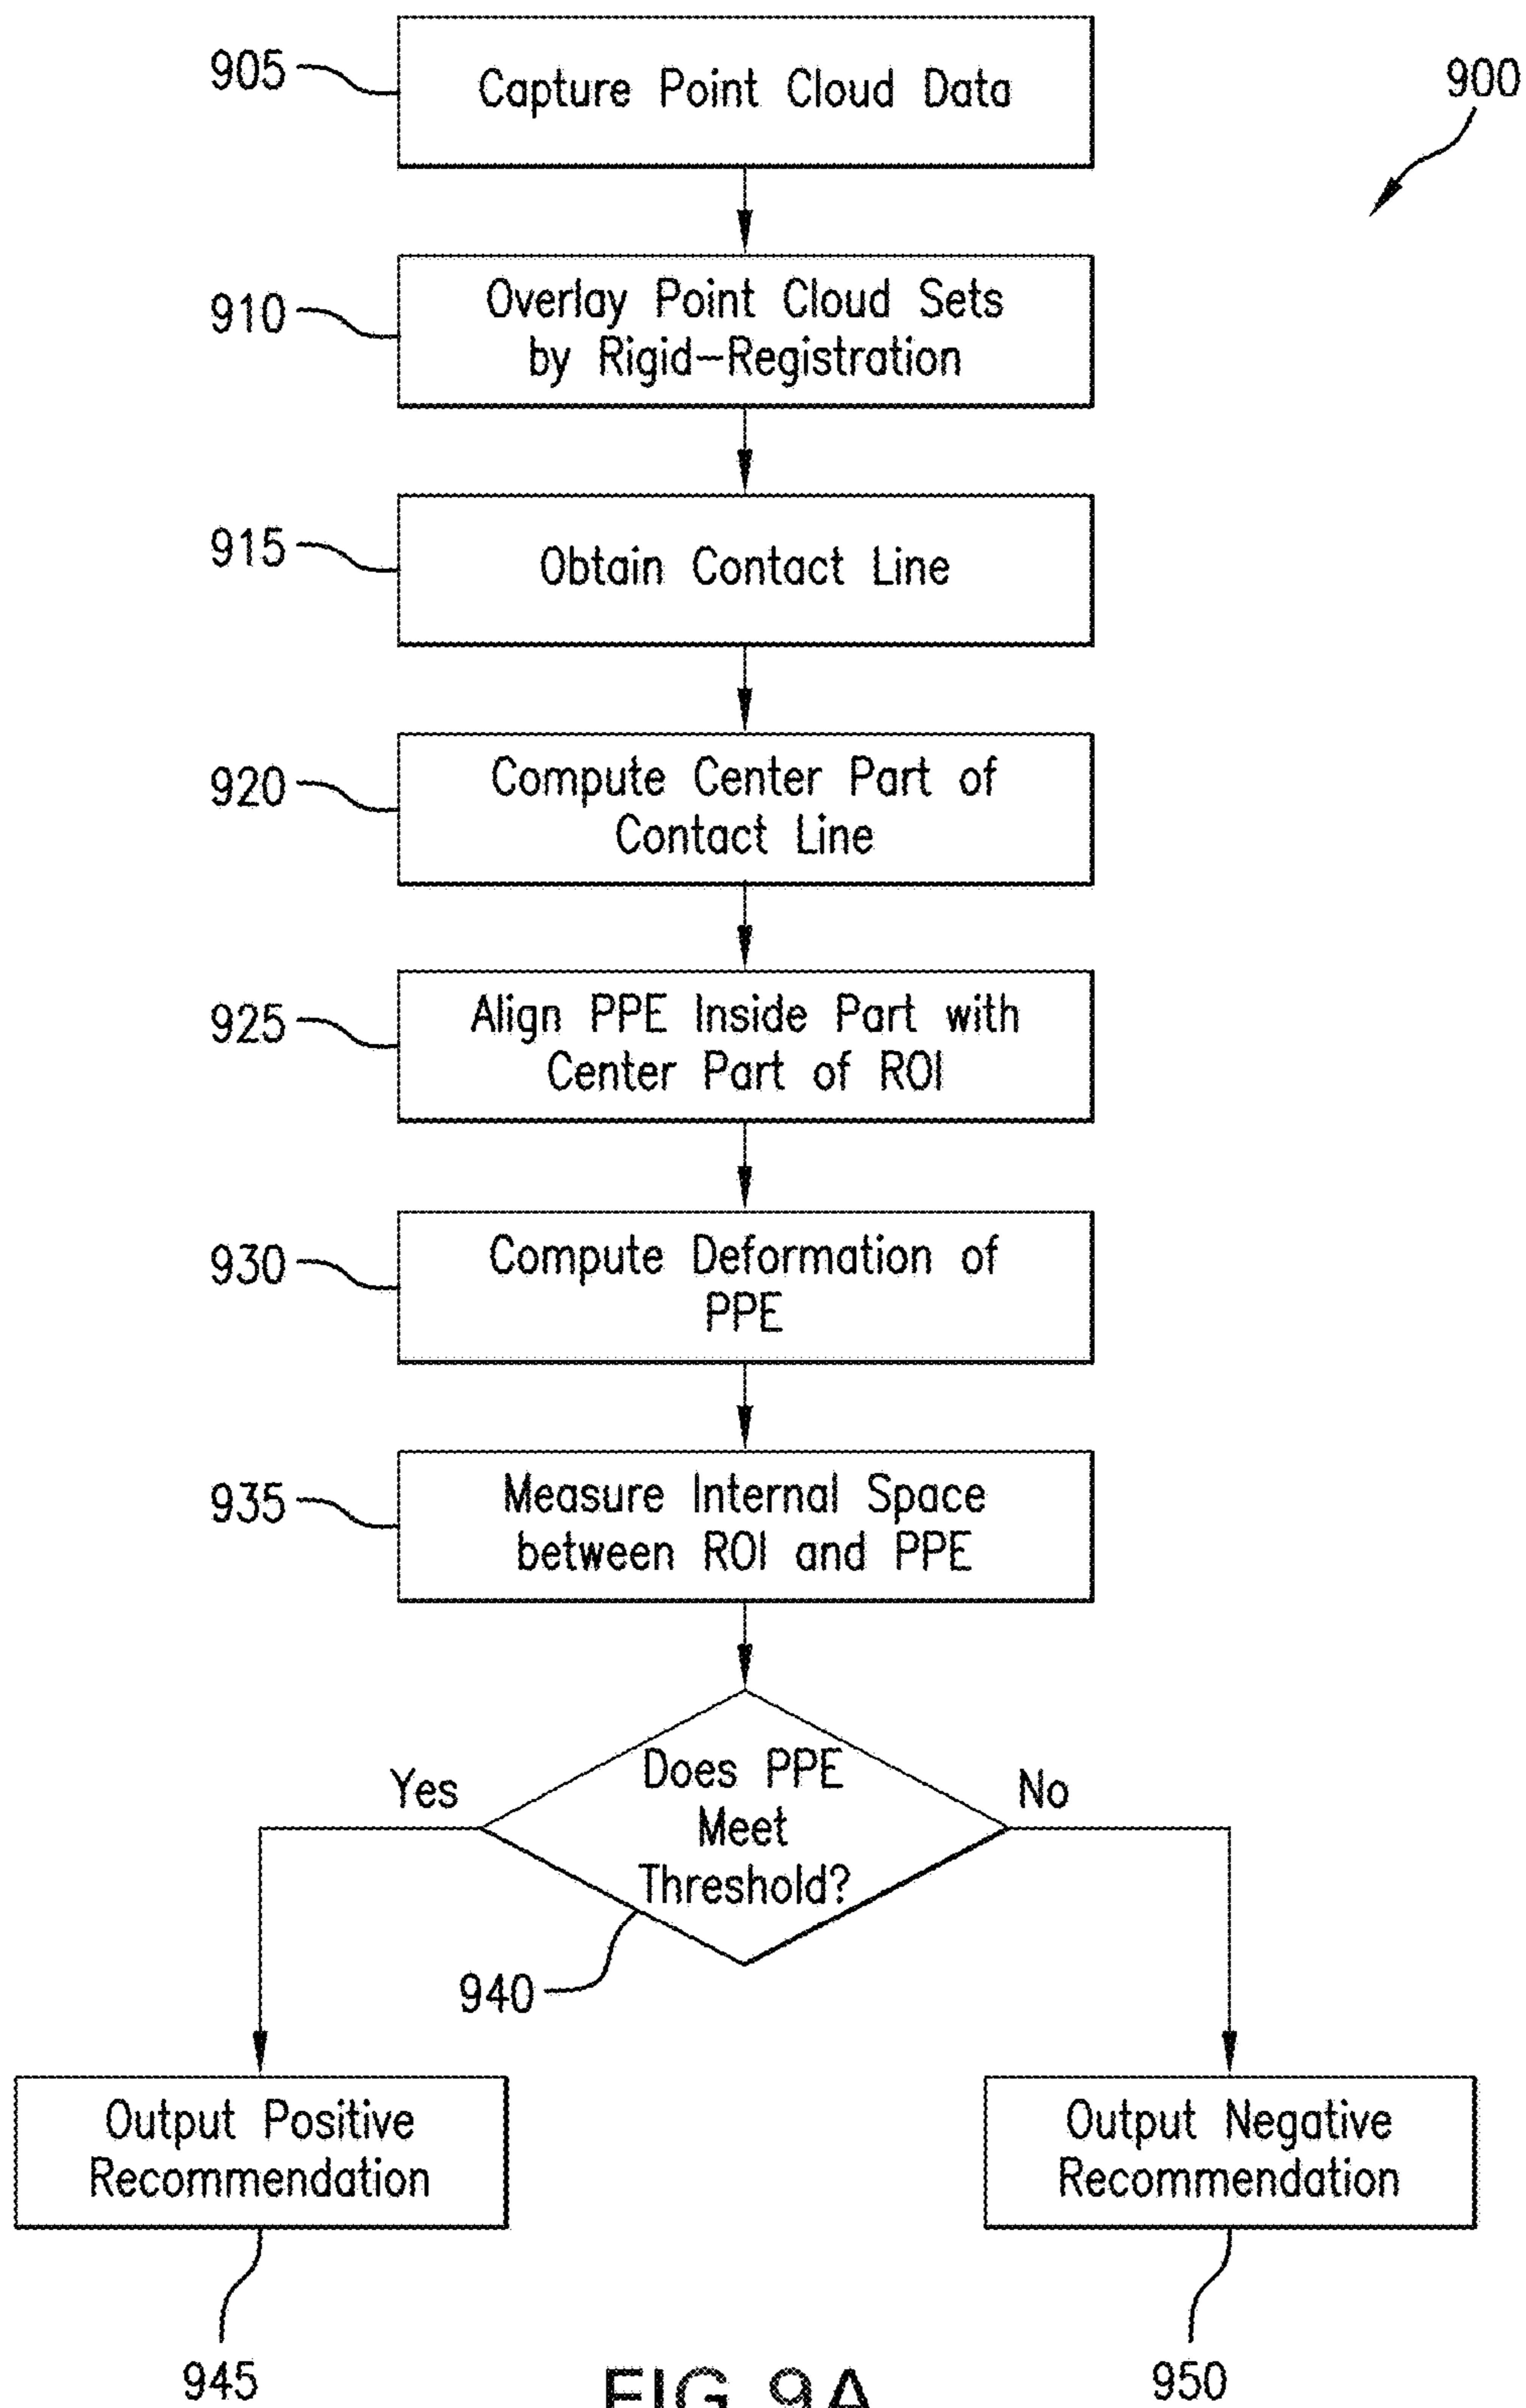 900
905
Capture Point Cloud Data
910
Overlay Point Cloud Sets
by Rigid-Registration
915
Obtain Contact Line
920
Compute Center Part of
Contact Line
925
Align PPE Inside Part with
Center Part of ROI
930
Compute Deformation of
PPE
935
Measure Internal Space
between ROI and PPE
Yes
Does PPE
Meet
Threshold?
No
940
Output Positive
Recommendation
Output Negative
Recommendation
945
950
FIG.9A